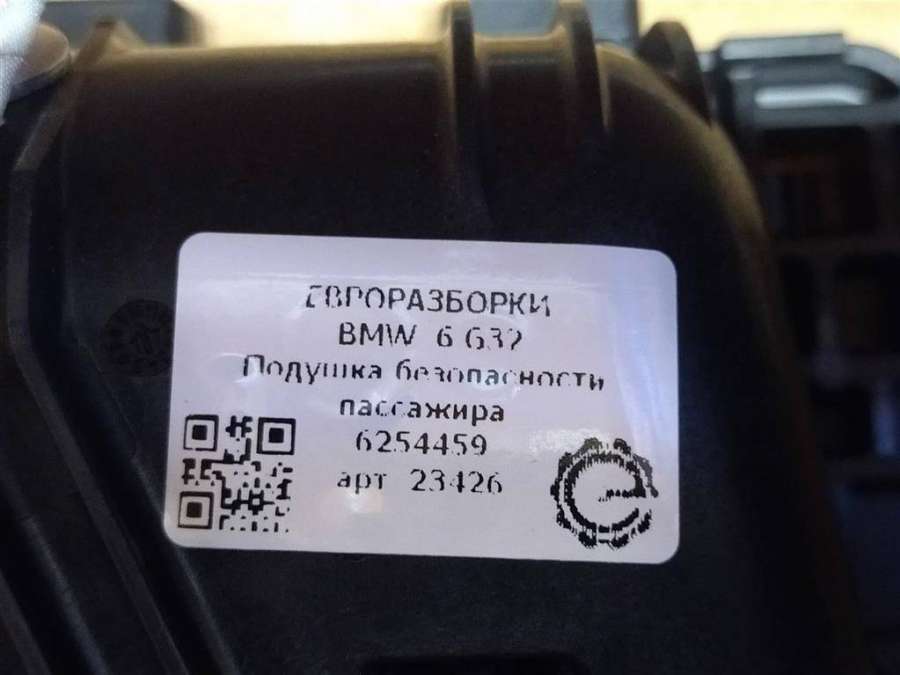 ЕВРОРАЗБОРКИ
BMW 6 G32
Подушка безопасности
пассажира
6254459
арт 23426